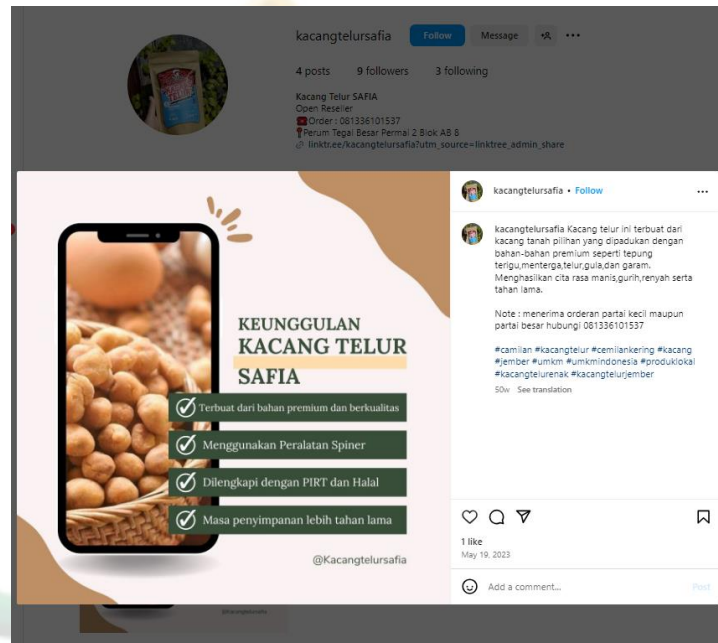 kacangtelursafia Follow Message
4 posts 9 followers 3 following
Kacang Telur SAFIA
Open Reseller
Order : 081336101537
Perum Tegal Besar Permai 2 Blok AB 8
linktr.ee/kacangtelursafia?utm_source=linktree_admin_share
KEUNGGULAN
KACANG TELUR
SAFIA
Terbuat dari bahan premium dan berkualitas
Menggunakan Peralatan Spiner
Dilengkapi dengan PIRT dan Halal
Masa penyimpanan lebih tahan lama
@Kacangtelursafia
kacangtelursafia • Follow
kacangtelursafia Kacang telur ini terbuat dari
kacang tanah pilihan yang dipadukan dengan
bahan-bahan premium seperti tepung
terigu,menterga,telur,gula,dan garam.
Menghasilkan cita rasa manis,gurih,renyah serta
tahan lama.
Note : menerima orderan partai kecil maupun
partai besar hubungi 081336101537
#camilan #kacangtelur #cemilankering #kacang
#jember #umkm #umkmindonesia #produklokal
#kacangtelurenak #kacangtelurjember
50w See translation
1 like
May 19, 2023
Add a comment...
Post